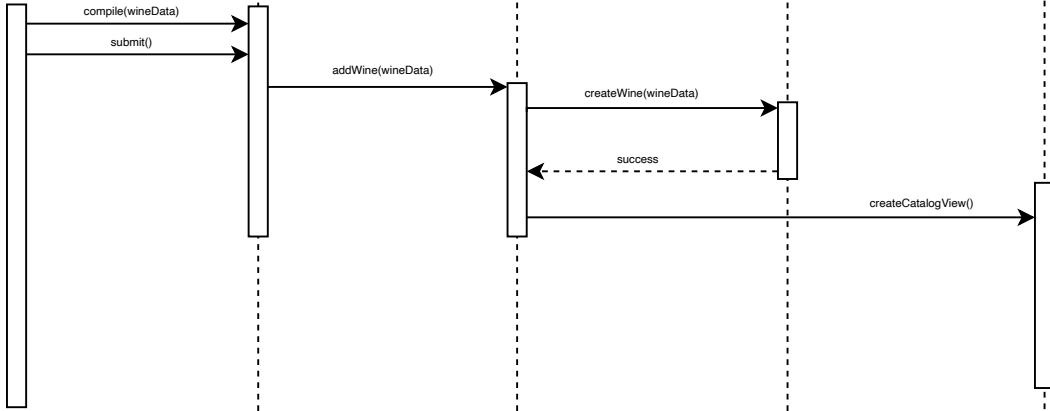 compile(wineData)
submit()
addWine(wineData)
createWine(wineData)
success
createCatalogView()